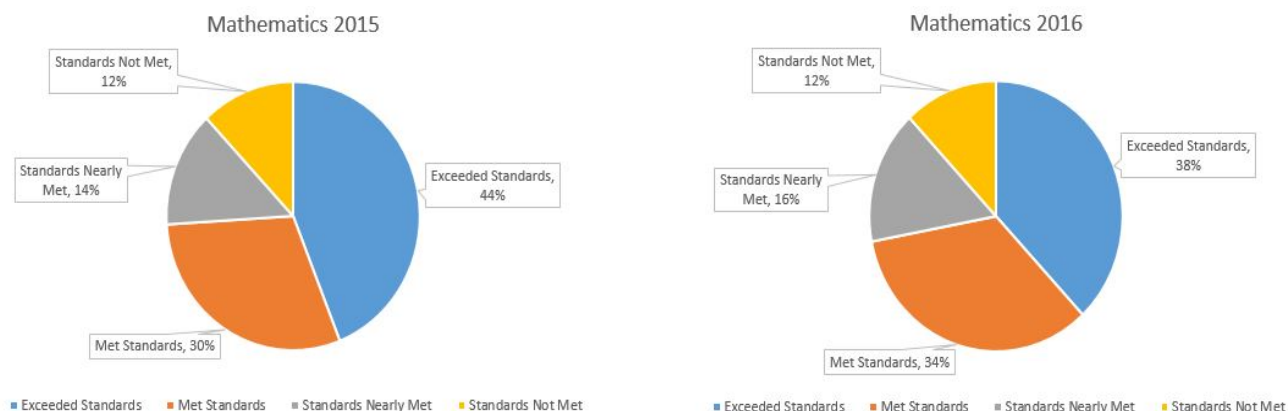 Mathematics 2015
Standards Not Met,
12%
Standards Nearly
Met, 14%
Exceeded Standards,
44%
Met Standards, 30%
Exceeded Standards
Met Standards
Standards Nearly Met
Standards Not Met
Mathematics 2016
Standards Not Met,
12%
Exceeded Standards,
38%
Standards Nearly
Met, 16%
Met Standards, 34%
Exceeded Standards
Met Standards
Standards Nearly Met
Standards Not Met